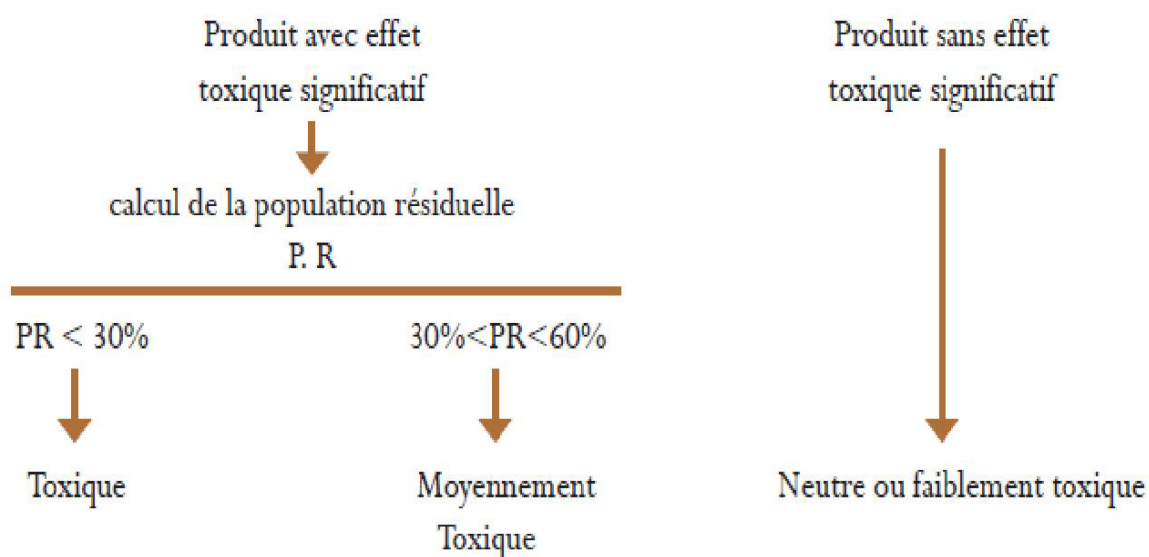 Produit avec effet
toxique significatif
calcul de la population résiduelle
P. R
PR < 30%
30%<PR<60%
Toxique
Moyennement
Toxique
Produit sans effet
toxique significatif
Neutre ou faiblement toxique